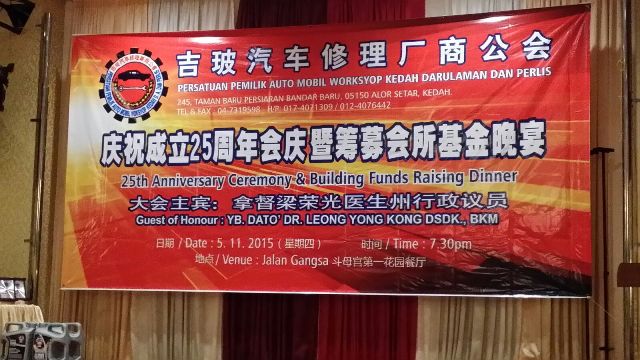 吉玻汽车修理厂商公会
PERSATUAN PEMILIK AUTO MOBIL WORKSYOP KEDAH DARULAMAN DAN PERLIS
245, TAMAN BARU PERSIARAN BANDAR BARU, 05150 ALOR SETAR, KEDAH.
TEL & FAX : 04-7319598 H/P: 017-4071309 / 012-4076442
庆祝成立25周年会庆暨筹募会所基金晚宴
25th Anniversary Ceremony & Building Funds Raising Dinner
大会主宾：拿督梁荣光医生州行政议员
Guest of Honour : YB. DATO' DR. LEONG YONG KONG DSDK., BKM
日期 / Date : 5. 11. 2015 (星期四) 时间 / Time : 7.30pm
地点 / Venue : Jalan Gangsa 斗母宫第一花园餐厅